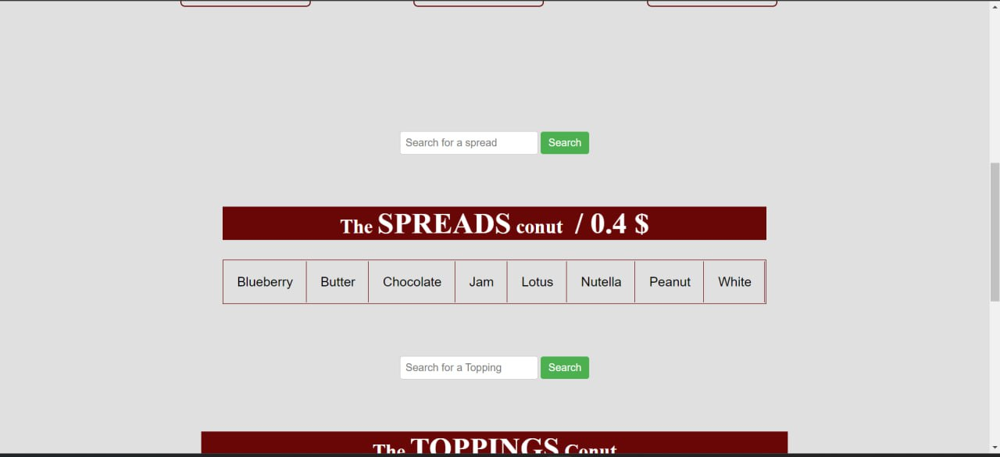 Search for a spread Search
The SPREADS conut / 0.4 $
Blueberry Butter Chocolate Jam Lotus Nutella Peanut White
Search for a Topping Search
The TOPPINGS Conut